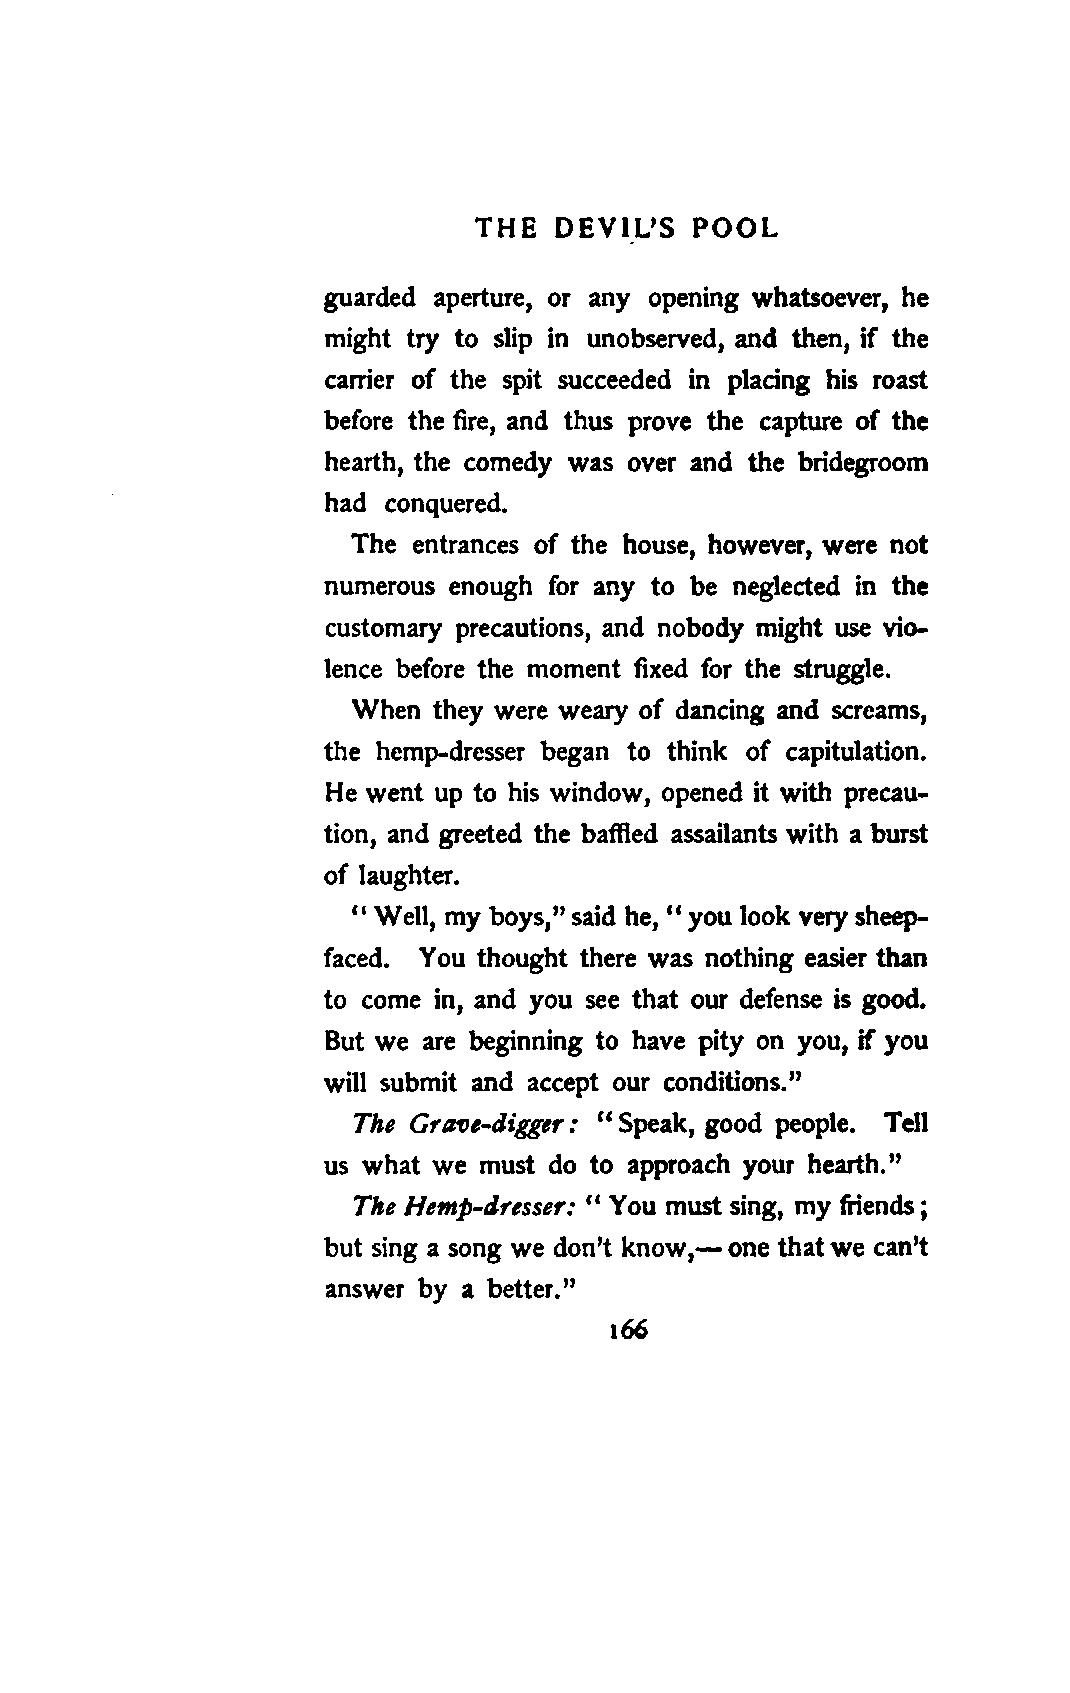 THE DEVIL'S POOL
guarded aperture, or any opening whatsoever, he
might try to slip in unobserved, and then, if the
carrier of the spit succeeded in placing his roast
before the fire, and thus prove the capture of the
hearth, the comedy was over and the bridegroom
had conquered.
The entrances of the house, however, were not
numerous enough for any to be neglected in the
customary precautions, and nobody might use vio-
lence before the moment fixed for the struggle.
When they were weary of dancing and screams,
the hemp-dresser began to think of capitulation.
He went up to his window, opened it with precau-
tion, and greeted the baffled assailants with a burst
of laughter.
"Well, my boys," said he, "you look very sheep-
faced. You thought there was nothing easier than
to come in, and you see that our defense is good.
But we are beginning to have pity on you, if you
will submit and accept our conditions."
The Grave-digger: "Speak, good people. Tell
us what we must do to approach your hearth."
The Hemp-dresser: "You must sing, my friends;
but sing a song we don't know,— one that we can't
answer by a better."
166